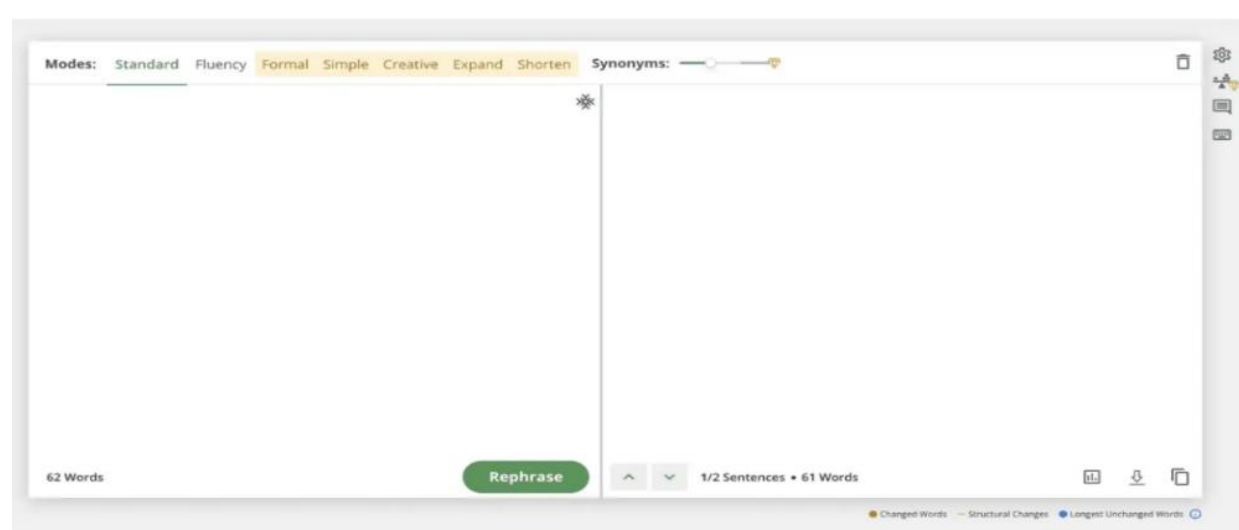 Modes: Standard Fluency Formal Simple Creative Expand Shorten Synonyms:
62 Words Rephrase 1/2 Sentences • 61 Words
Changed Words Structural Changes Longest Unchanged Words